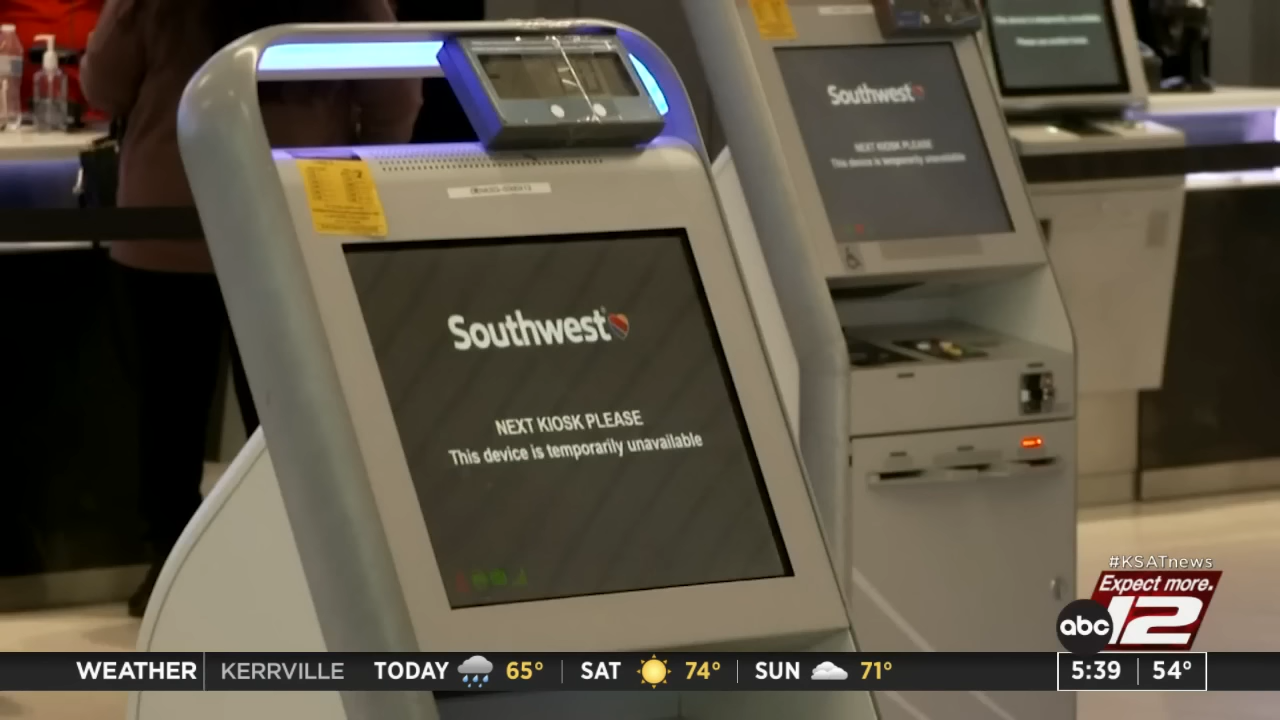 Southwest
NEXT KIOSK PLEASE
This device is temporarily unavailable
Southwest
NEXT KIOSK PLEASE
This device is temporarily unavailable
#KSATnews
Expect more.
abc 12
WEATHER KERRVILLE TODAY 65° SAT 74° SUN 71° 5:39 54°